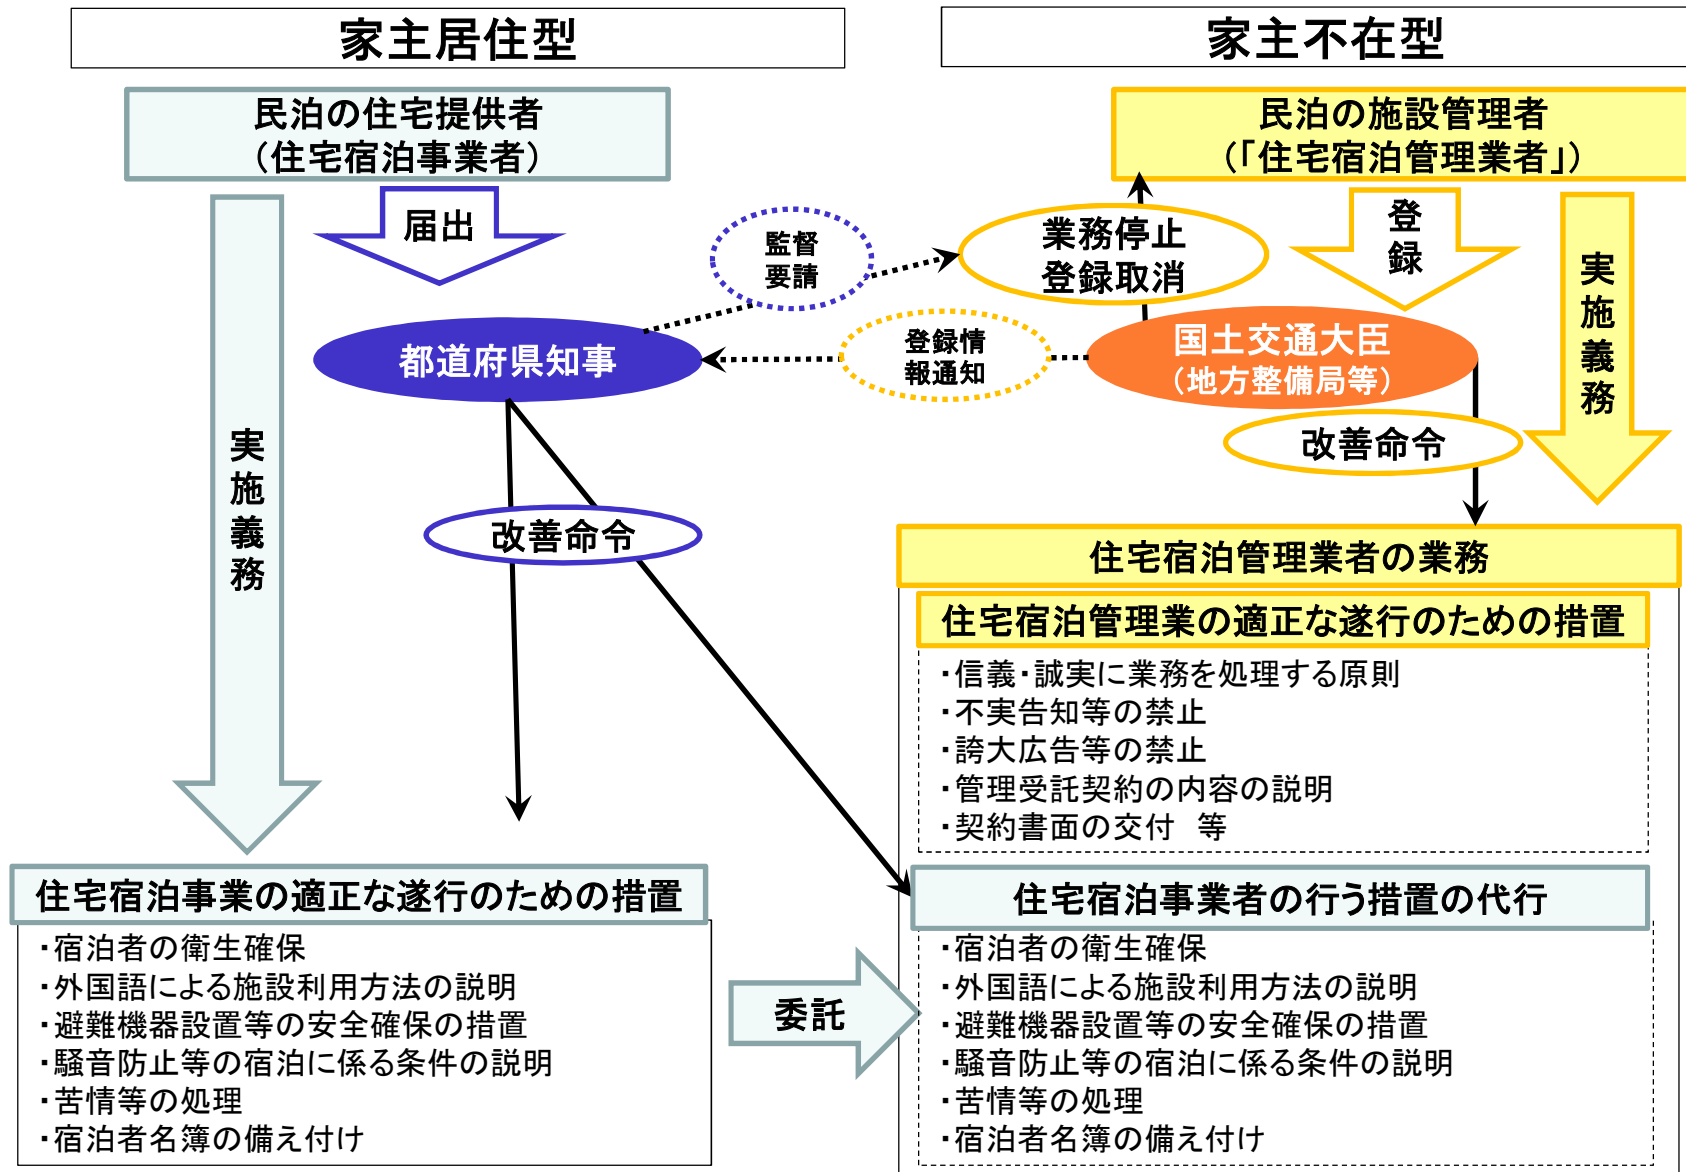 家主居住型
家主不在型
民泊の住宅提供者
(住宅宿泊事業者)
民泊の施設管理者
(「住宅宿泊管理業者」)
届出
監督
要請
業務停止
登録取消
登録
実施義務
都道府県知事
登録情
報通知
国土交通大臣
(地方整備局等)
改善命令
実施義務
改善命令
住宅宿泊管理業者の業務
住宅宿泊管理業の適正な遂行のための措置
・信義・誠実に業務を処理する原則
・不実告知等の禁止
・誇大広告等の禁止
・管理受託契約の内容の説明
・契約書面の交付　等
住宅宿泊事業の適正な遂行のための措置
・宿泊者の衛生確保
・外国語による施設利用方法の説明
・避難機器設置等の安全確保の措置
・騒音防止等の宿泊に係る条件の説明
・苦情等の処理
・宿泊者名簿の備え付け
委託
住宅宿泊事業者の行う措置の代行
・宿泊者の衛生確保
・外国語による施設利用方法の説明
・避難機器設置等の安全確保の措置
・騒音防止等の宿泊に係る条件の説明
・苦情等の処理
・宿泊者名簿の備え付け